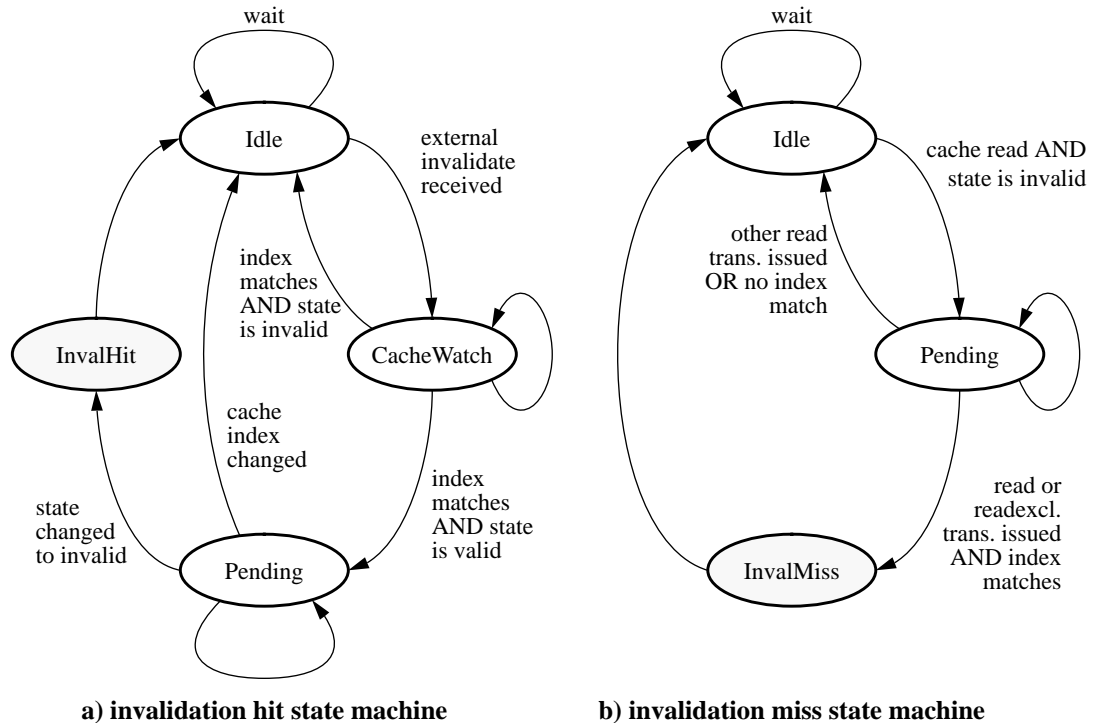 wait
Idle
external
invalidate
received
index
matches
AND state
is invalid
InvalHit
CacheWatch
cache
index
changed
state
changed
to invalid
index
matches
AND state
is valid
Pending
a) invalidation hit state machine
wait
Idle
cache read AND
state is invalid
other read
trans. issued
OR no index
match
Pending
read or
readexcl.
trans. issued
AND index
matches
InvalMiss
b) invalidation miss state machine